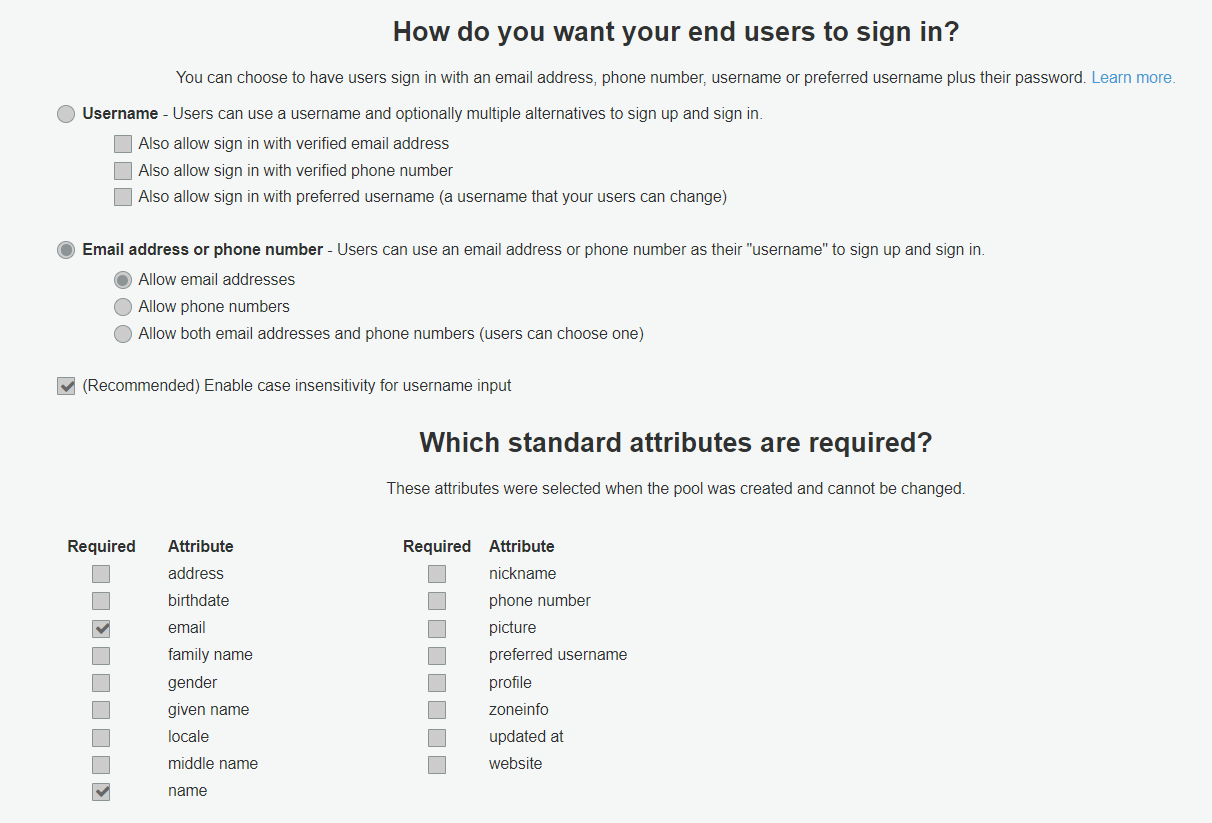 How do you want your end users to sign in?
You can choose to have users sign in with an email address, phone number, username or preferred username plus their password. Learn more.
Username - Users can use a username and optionally multiple alternatives to sign up and sign in.
Also allow sign in with verified email address
Also allow sign in with verified phone number
Also allow sign in with preferred username (a username that your users can change)
Email address or phone number - Users can use an email address or phone number as their "username" to sign up and sign in.
Allow email addresses
Allow phone numbers
Allow both email addresses and phone numbers (users can choose one)
(Recommended) Enable case insensitivity for username input
Which standard attributes are required?
These attributes were selected when the pool was created and cannot be changed.
Required Attribute
address
birthdate
email
family name
gender
given name
locale
middle name
name
Required Attribute
nickname
phone number
picture
preferred username
profile
zoneinfo
updated at
website